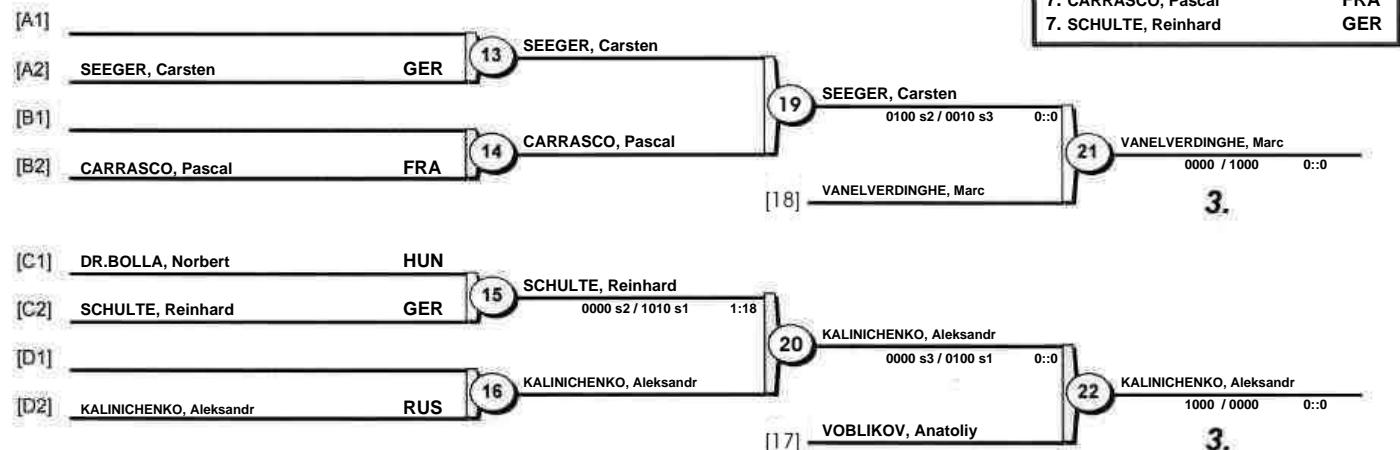 7. CARRASCO, Pascal FRA
7. SCHULTE, Reinhard GER
[A1]
[A2] SEEGER, Carsten GER
13 SEEGER, Carsten
[B1]
[B2] CARRASCO, Pascal FRA
14 CARRASCO, Pascal
19 SEEGER, Carsten
0100 s2 / 0010 s3 0::0
[18] VANELVERDINGHE, Marc
21 VANELVERDINGHE, Marc
0000 / 1000 0::0
3.
[C1] DR.BOLLA, Norbert HUN
[C2] SCHULTE, Reinhard GER
15 SCHULTE, Reinhard
0000 s2 / 1010 s1 1:18
[D1]
[D2] KALINICHENKO, Aleksandr RUS
16 KALINICHENKO, Aleksandr
20 KALINICHENKO, Aleksandr
0000 s3 / 0100 s1 0::0
[17] VOBLIKOV, Anatoliy
22 KALINICHENKO, Aleksandr
1000 / 0000 0::0
3.